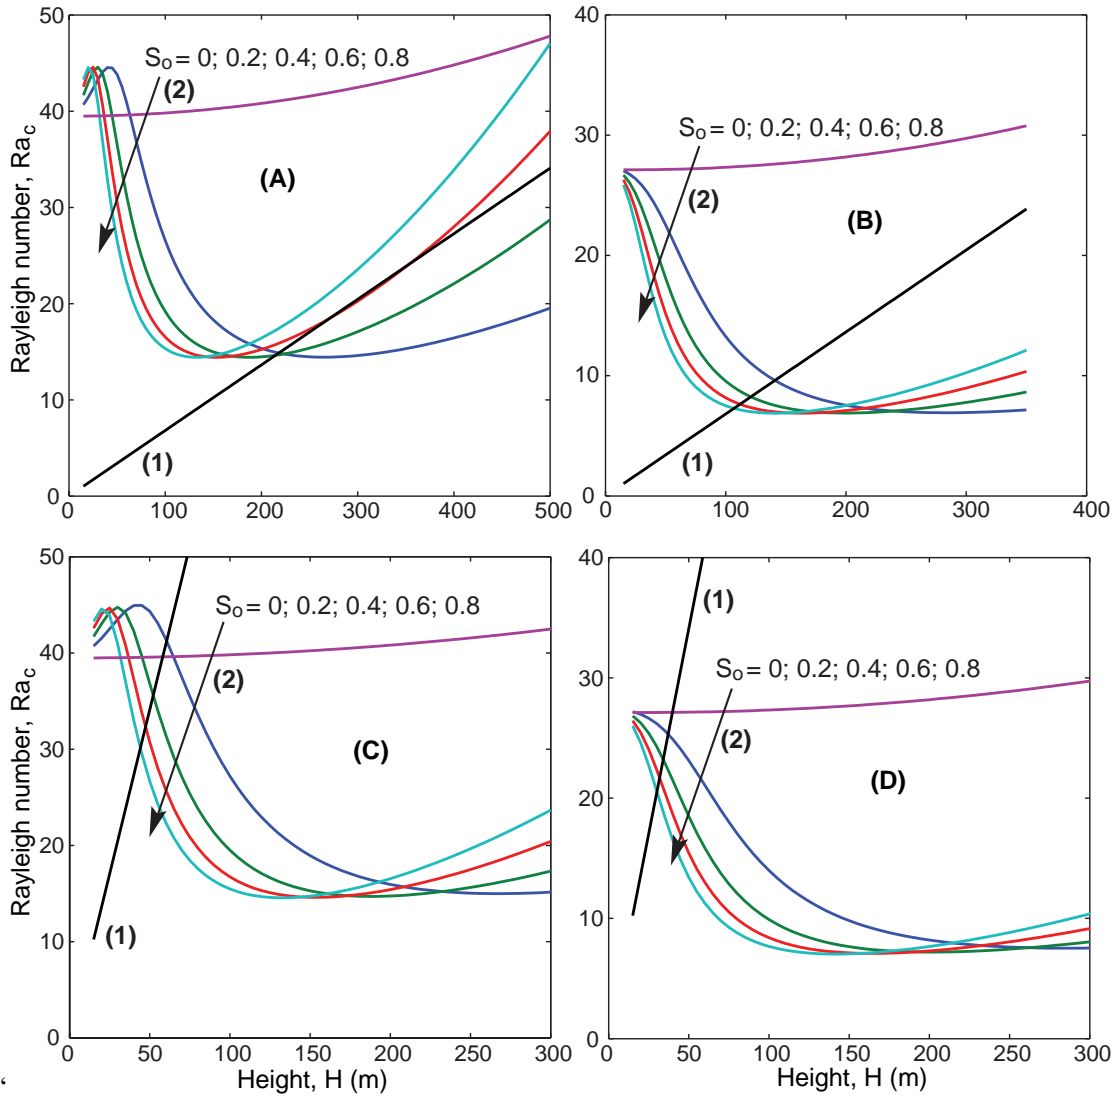 50
40
30
20
10
0
Rayleigh number, Ra_c
S_o = 0; 0.2; 0.4; 0.6; 0.8
(2)
(A)
(1)
0 100 200 300 400 500
40
30
20
10
0
S_o = 0; 0.2; 0.4; 0.6; 0.8
(2)
(B)
(1)
0 100 200 300 400
50
40
30
20
10
0
Rayleigh number, Ra_c
S_o = 0; 0.2; 0.4; 0.6; 0.8
(2)
(C)
(1)
0 50 100 150 200 250 300
Height, H (m)
40
30
20
10
0
(1)
S_o = 0; 0.2; 0.4; 0.6; 0.8
(2)
(D)
0 50 100 150 200 250 300
Height, H (m)
‘